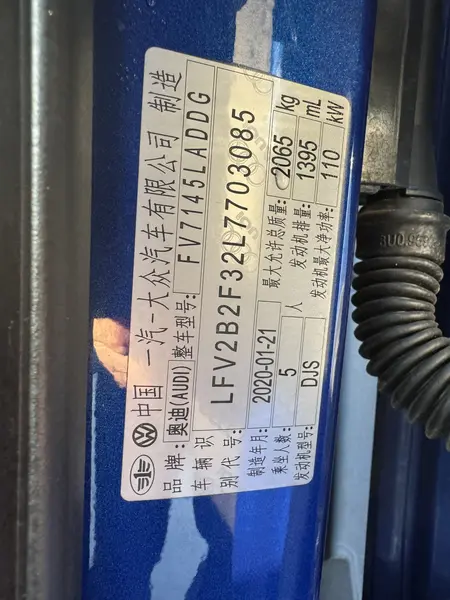 中国一汽-大众汽车有限公司 制造
品牌: 奥迪(AUDI) 整车型号: FV7145LADDG
车辆识别代号: LFV2B2F32L7703085
制造年月: 2020-01-21 最大允许总质量: 2065 kg
乘坐人数: 5 人 发动机排量: 1395 mL
发动机型号: DJS 发动机最大净功率: 110 kW